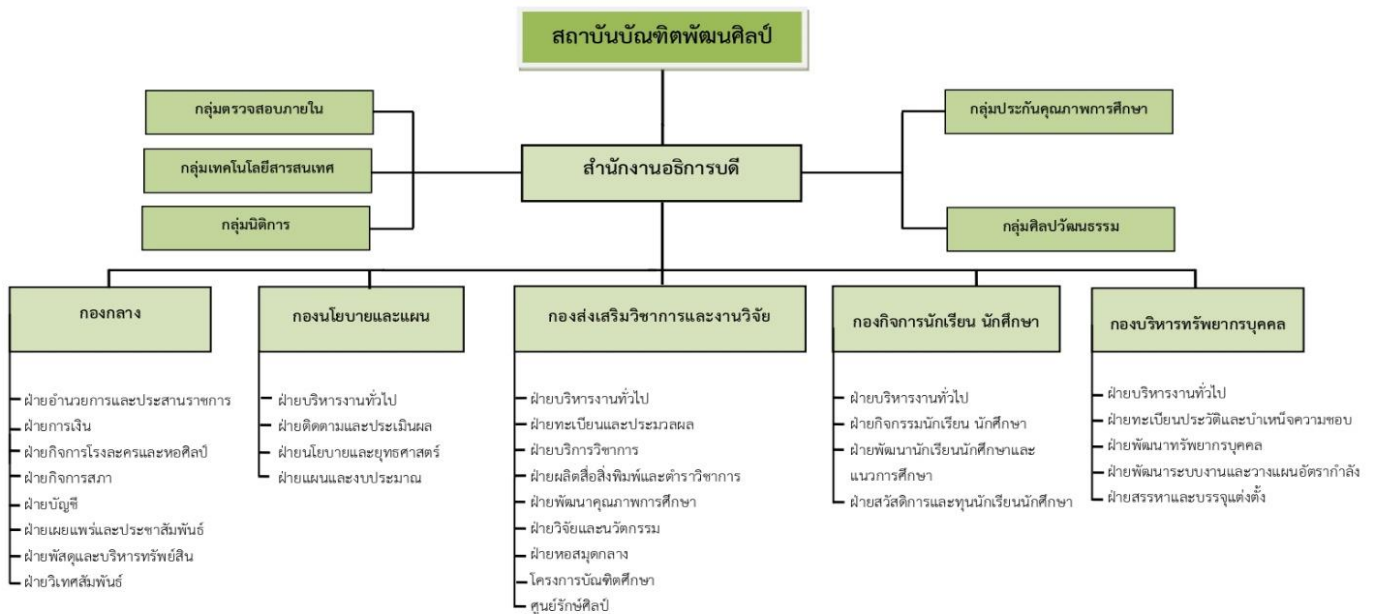 สถาบันบัณฑิตพัฒนศิลป์
กลุ่มตรวจสอบภายใน
กลุ่มประกันคุณภาพการศึกษา
กลุ่มเทคโนโลยีสารสนเทศ
สำนักงานอธิการบดี
กลุ่มนิติการ
กลุ่มศิลปวัฒนธรรม
กองกลาง
ฝ่ายอำนวยการและประสานราชการ
ฝ่ายการเงิน
ฝ่ายกิจการโรงละครและหอศิลป์
ฝ่ายกิจการสภา
ฝ่ายบัญชี
ฝ่ายเผยแพร่และประชาสัมพันธ์
ฝ่ายพัสดุและบริหารทรัพย์สิน
ฝ่ายวิเทศสัมพันธ์
กองนโยบายและแผน
ฝ่ายบริหารงานทั่วไป
ฝ่ายติดตามและประเมินผล
ฝ่ายนโยบายและยุทธศาสตร์
ฝ่ายแผนและงบประมาณ
กองส่งเสริมวิชาการและงานวิจัย
ฝ่ายบริหารงานทั่วไป
ฝ่ายทะเบียนและประมวลผล
ฝ่ายบริการวิชาการ
ฝ่ายผลิตสื่อสิ่งพิมพ์และตำราวิชาการ
ฝ่ายพัฒนาคุณภาพการศึกษา
ฝ่ายวิจัยและนวัตกรรม
ฝ่ายหอสมุดกลาง
โครงการบัณฑิตศึกษา
ศูนย์รักษ์ศิลป์
กองกิจการนักเรียน นักศึกษา
ฝ่ายบริหารงานทั่วไป
ฝ่ายกิจกรรมนักเรียน นักศึกษา
ฝ่ายพัฒนานักเรียนนักศึกษาและ
แนวการศึกษา
ฝ่ายสวัสดิการและทุนนักเรียนนักศึกษา
กองบริหารทรัพยากรบุคคล
ฝ่ายบริหารงานทั่วไป
ฝ่ายทะเบียนประวัติและบำเหน็จความชอบ
ฝ่ายพัฒนาทรัพยากรบุคคล
ฝ่ายพัฒนาระบบงานและวางแผนอัตรากำลัง
ฝ่ายสรรหาและบรรจุแต่งตั้ง